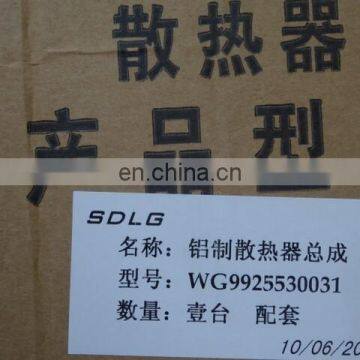 散热器
产品型
china.cn
SDLG
名称：铝制散热器总成
型号：WG9925530031
数量：壹台 配套
10/06/20